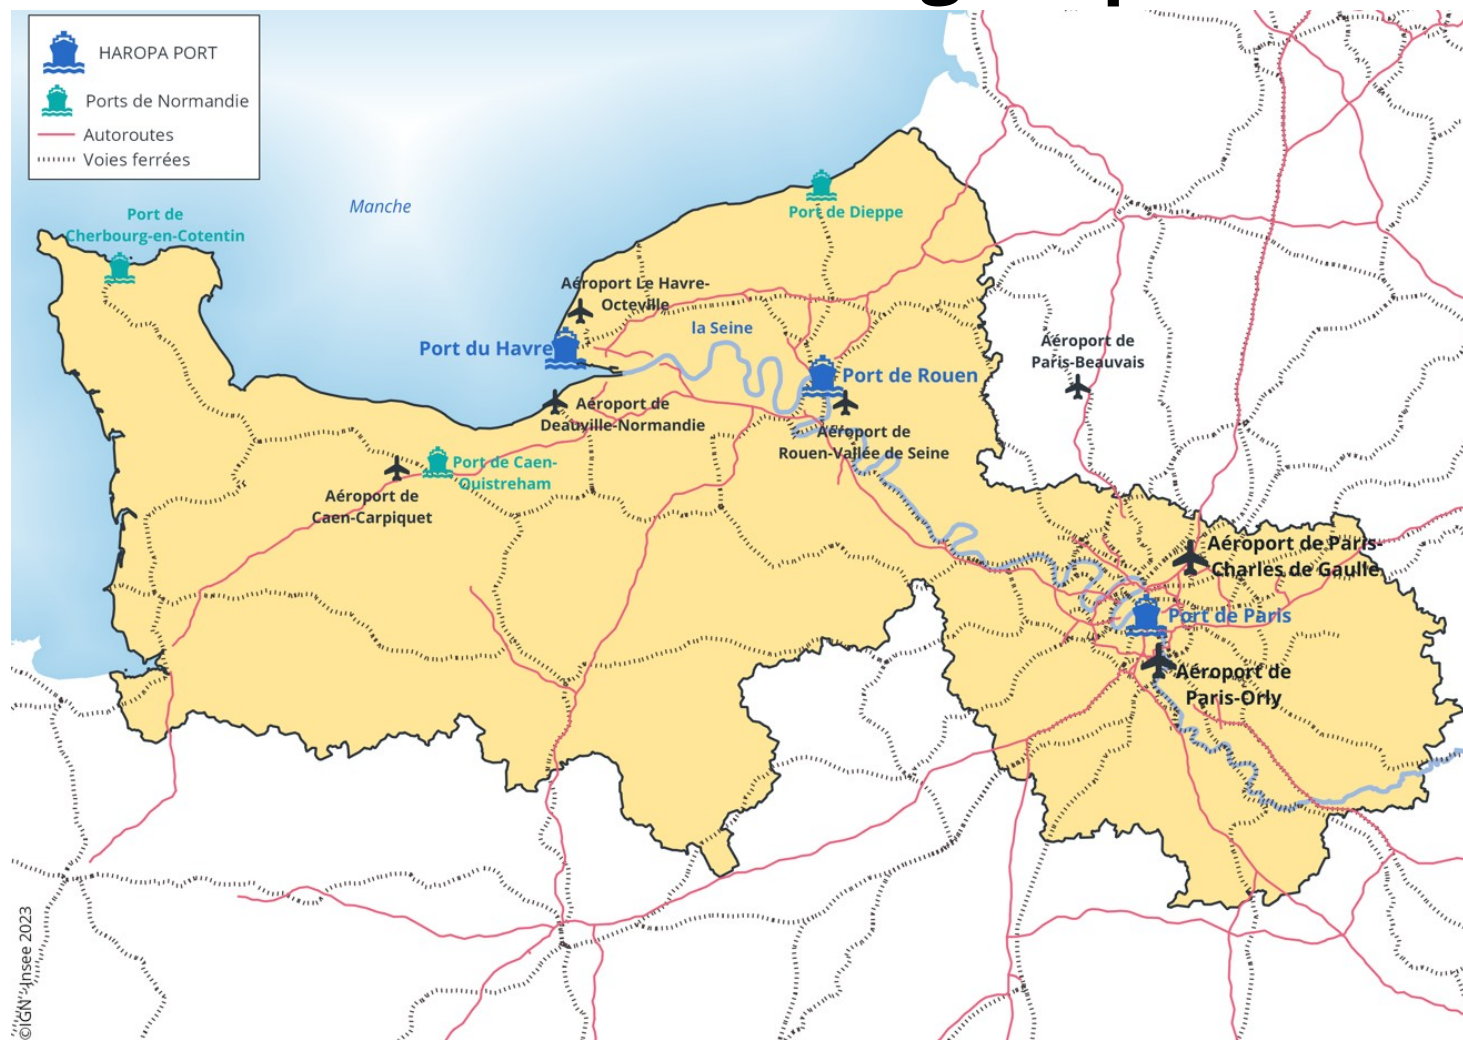 HAROPA PORT
Ports de Normandie
Autoroutes
Voies ferrées
Manche
Port de
Cherbourg-en-Cotentin
Port de Dieppe
Aéroport Le Havre-
Octeville
la Seine
Port du Havre
Aéroport de
Paris-Beauvais
Port de Rouen
Aéroport de
Deauville-Normandie
Aéroport de
Rouen-Vallée de Seine
Port de Caen-
Ouistreham
Aéroport de
Caen-Carpiquet
Aéroport de Paris-
Charles de Gaulle
Port de Paris
Aéroport de
Paris-Orly
©IGN - Insee 2023